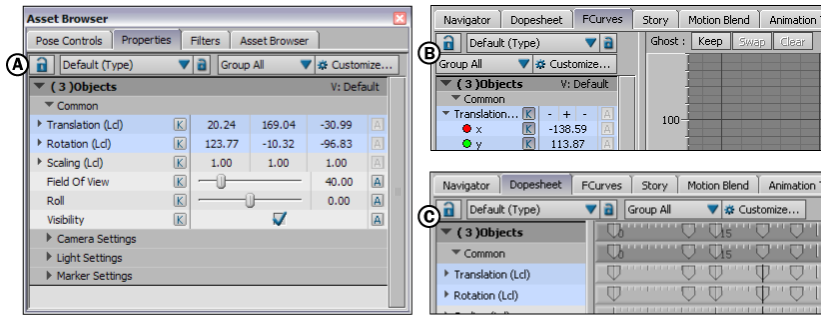 Asset Browser
Pose Controls Properties Filters Asset Browser
A
Default (Type) Group All Customize...
( 3 )Objects V: Default
Common
Translation (Lcl) K 20.24 169.04 -30.99 A
Rotation (Lcl) K 123.77 -10.32 -96.83 A
Scaling (Lcl) K 1.00 1.00 1.00 A
Field Of View K 40.00 A
Roll K 0.00 A
Visibility K A
Camera Settings
Light Settings
Marker Settings
Navigator Dopesheet FCurves Story Motion Blend Animation
B
Default (Type) Ghost : Keep Swap Clear
Group All Customize...
( 3 )Objects V: Default
Common
Translation... K - + - A
x -138.59
y 113.87
100
Navigator Dopesheet FCurves Story Motion Blend Animation
C
Default (Type) Group All Customize...
( 3 )Objects 0 15
Common 0 15
Translation (Lcl)
Rotation (Lcl)